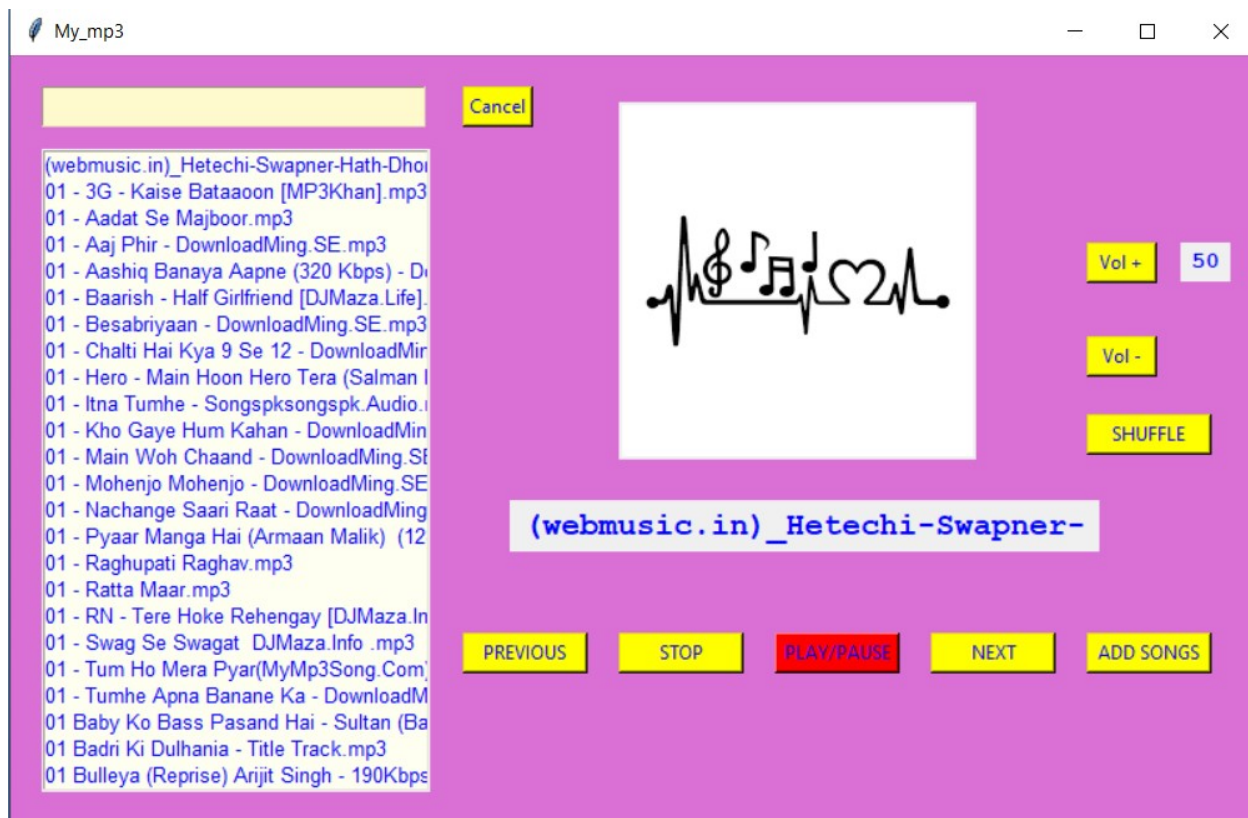 My_mp3
Cancel
(webmusic.in)_Hetechi-Swapner-Hath-Dho
01 - 3G - Kaise Bataaoon [MP3Khan].mp3
01 - Aadat Se Majboor.mp3
01 - Aaj Phir - DownloadMing.SE.mp3
01 - Aashiq Banaya Aapne (320 Kbps) - D
01 - Baarish - Half Girlfriend [DJMaza.Life].
01 - Besabriyaan - DownloadMing.SE.mp3
01 - Chalti Hai Kya 9 Se 12 - DownloadMin
01 - Hero - Main Hoon Hero Tera (Salman
01 - Itna Tumhe - Songspksongspk.Audio.
01 - Kho Gaye Hum Kahan - DownloadMin
01 - Main Woh Chaand - DownloadMing.SE
01 - Mohenjo Mohenjo - DownloadMing.SE
01 - Nachange Saari Raat - DownloadMing
01 - Pyaar Manga Hai (Armaan Malik)  (12
01 - Raghupati Raghav.mp3
01 - Ratta Maar.mp3
01 - RN - Tere Hoke Rehengay [DJMaza.In
01 - Swag Se Swagat  DJMaza.Info .mp3
01 - Tum Ho Mera Pyar(MyMp3Song.Com)
01 - Tumhe Apna Banane Ka - DownloadM
01 Baby Ko Bass Pasand Hai - Sultan (Ba
01 Badri Ki Dulhania - Title Track.mp3
01 Bulleya (Reprise) Arijit Singh - 190Kbps
Vol + 50
Vol -
SHUFFLE
(webmusic.in)_Hetechi-Swapner-
PREVIOUS STOP PLAY/PAUSE NEXT ADD SONGS